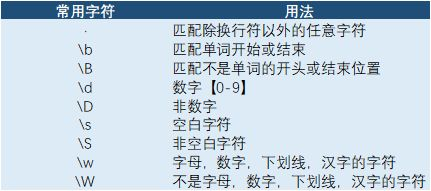 常用字符 用法
. 匹配除换行符以外的任意字符
\b 匹配单词开始或结束
\B 匹配不是单词的开头或结束位置
\d 数字【0-9】
\D 非数字
\s 空白字符
\S 非空白字符
\w 字母，数字，下划线，汉字的字符
\W 不是字母，数字，下划线，汉字的字符